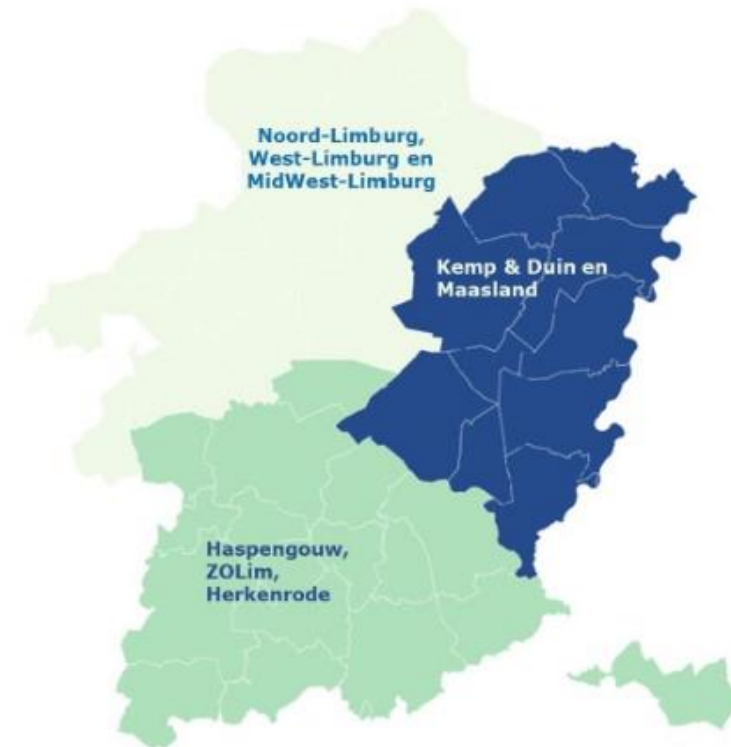 Noord-Limburg,
West-Limburg en
MidWest-Limburg
Kemp & Duin en
Maasland
Haspengouw,
ZOLim,
Herkenrode